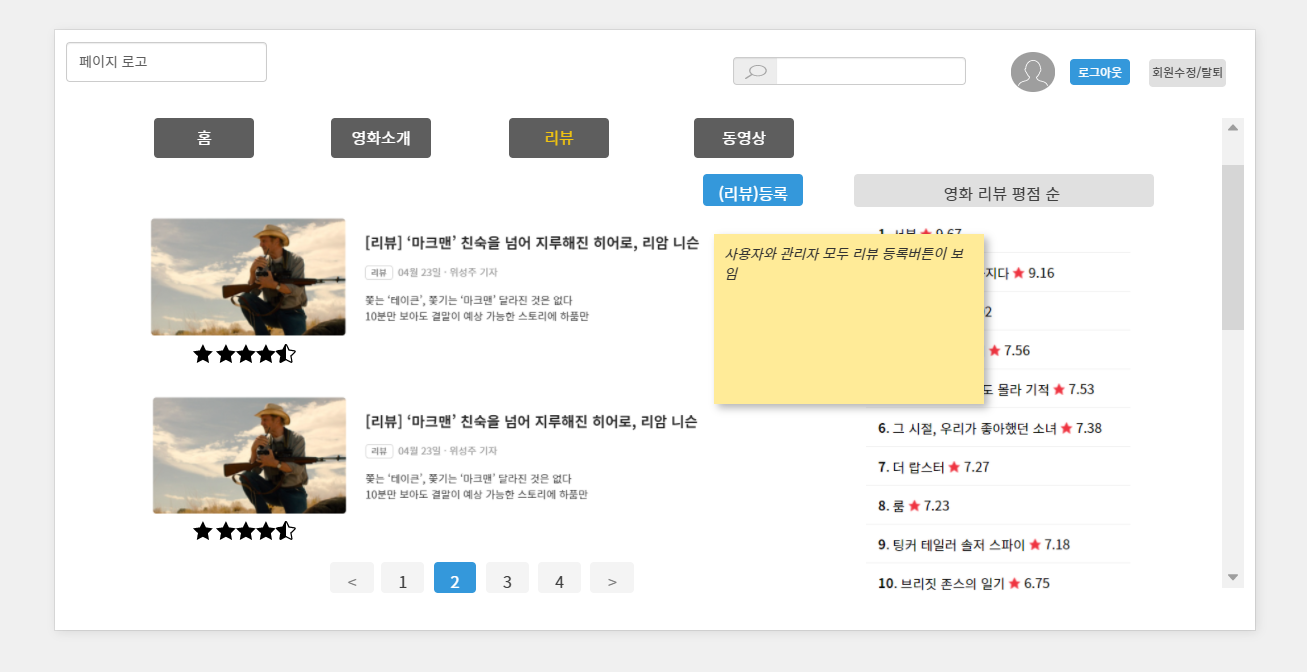 페이지 로고
로그아웃
회원수정/탈퇴
홈
영화소개
리뷰
동영상
(리뷰)등록
영화 리뷰 평점 순
[리뷰] ‘마크맨’ 친숙을 넘어 지루해진 히어로, 리암 니슨
리뷰 04월 23일 · 위성주 기자
쫓는 ‘테이큰’, 쫓기는 ‘마크맨’ 달라진 것은 없다
10분만 보아도 결말이 예상 가능한 스토리에 하품만
[리뷰] ‘마크맨’ 친숙을 넘어 지루해진 히어로, 리암 니슨
리뷰 04월 23일 · 위성주 기자
쫓는 ‘테이큰’, 쫓기는 ‘마크맨’ 달라진 것은 없다
10분만 보아도 결말이 예상 가능한 스토리에 하품만
< 1 2 3 4 >
사용자와 관리자 모두 리뷰 등록버튼이 보
임
1. 서복 ★ 9.67
지다 ★ 9.16
2
★ 7.56
도 몰라 기적 ★ 7.53
6. 그 시절, 우리가 좋아했던 소녀 ★ 7.38
7. 더 랍스터 ★ 7.27
8. 룸 ★ 7.23
9. 팅커 테일러 솔저 스파이 ★ 7.18
10. 브리짓 존스의 일기 ★ 6.75